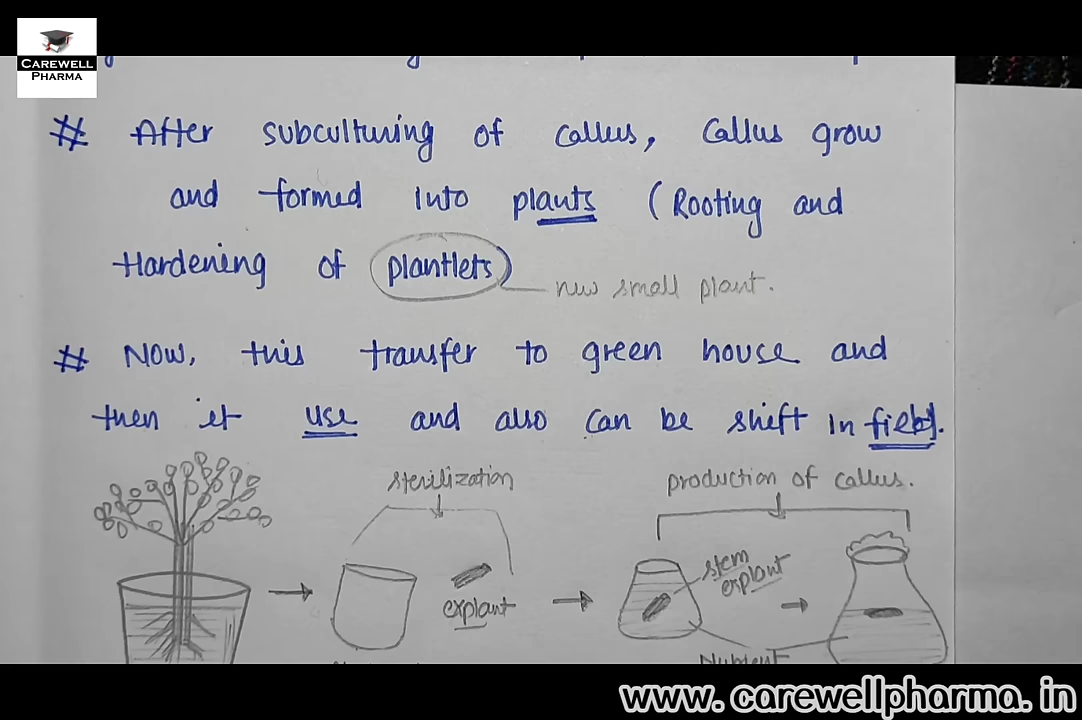 CAREWELL
PHARMA
# After subculturing of callus, Callus grow
and formed into plants (Rooting and
Hardening of plantlets)
new small plant.
# Now, this transfer to green house and
then it use and also can be shift in field.
sterilization
production of callus.
stem
explant
explant
Nutrient
www.carewellpharma.in